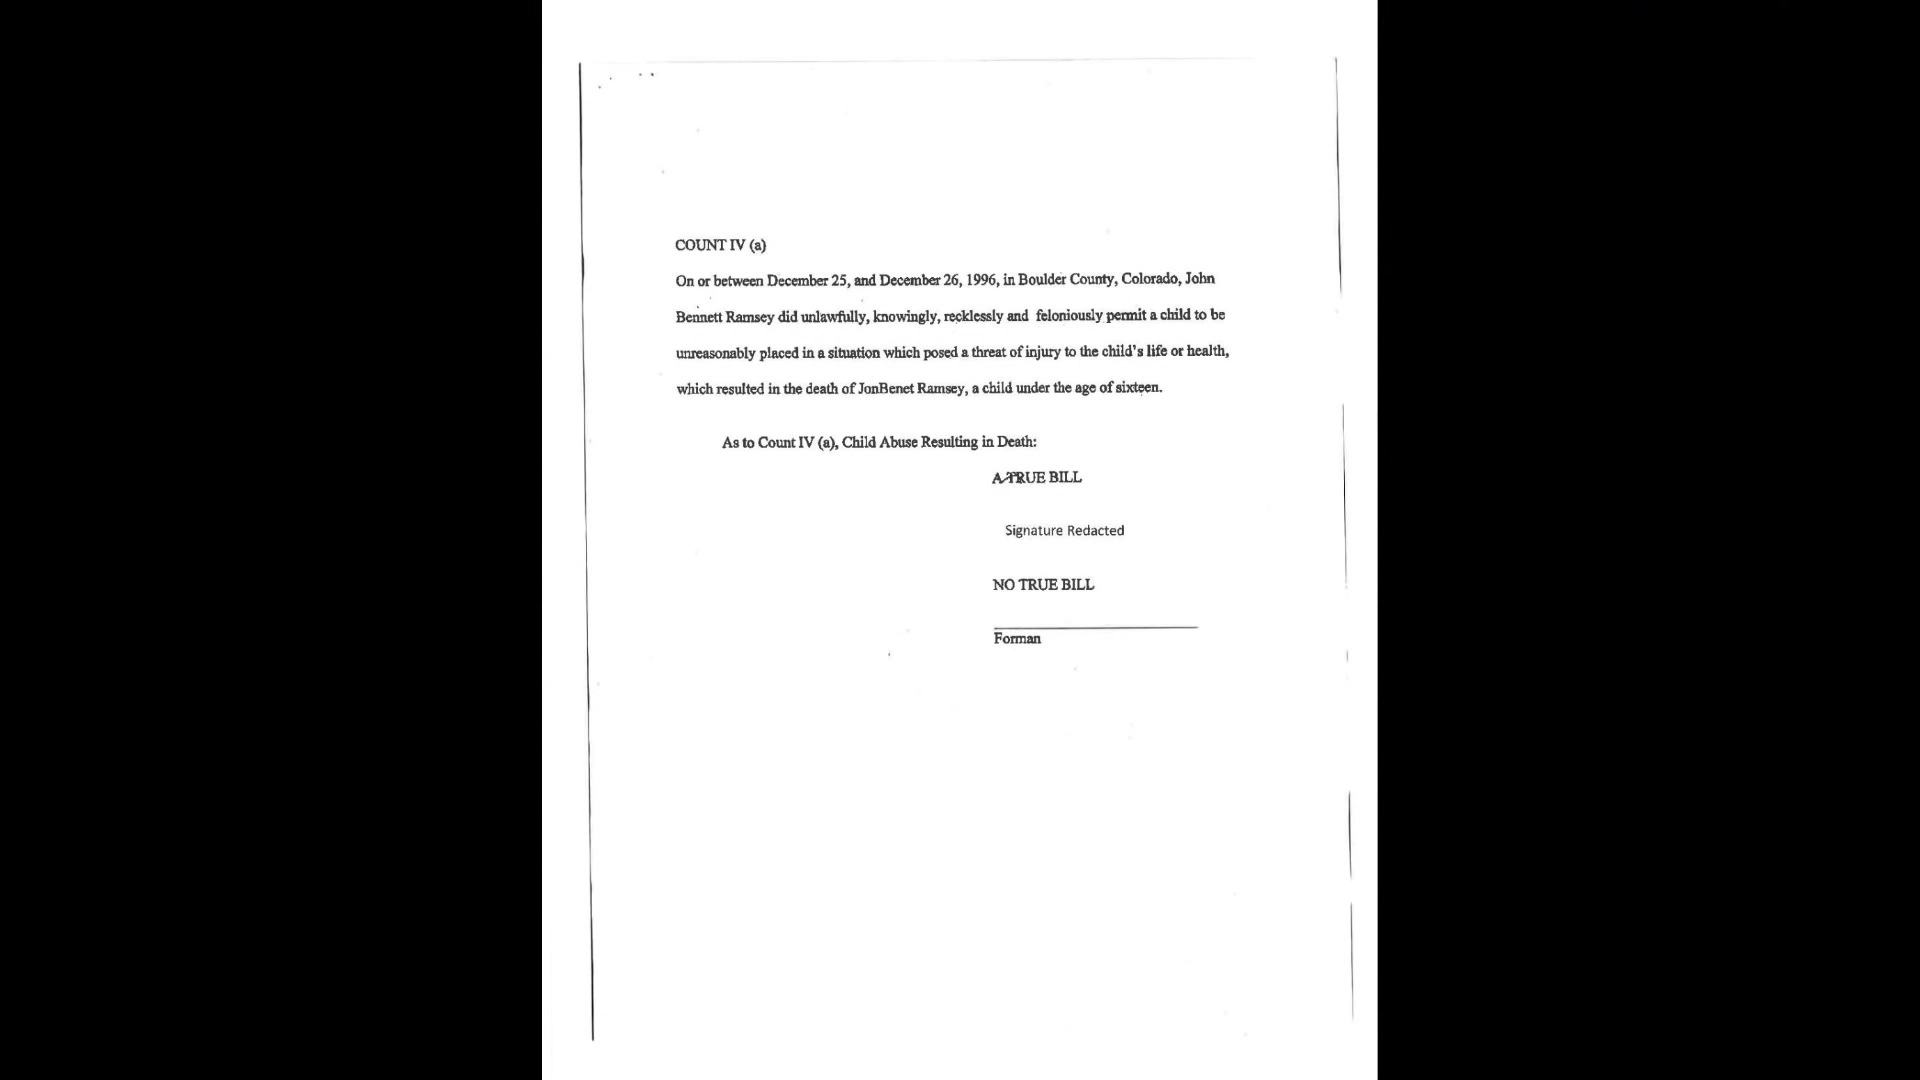 COUNT IV (a)
On or between December 25, and December 26, 1996, in Boulder County, Colorado, John
Bennett Ramsey did unlawfully, knowingly, recklessly and feloniously permit a child to be
unreasonably placed in a situation which posed a threat of injury to the child's life or health,
which resulted in the death of JonBenet Ramsey, a child under the age of sixteen.
As to Count IV (a), Child Abuse Resulting in Death:
A TRUE BILL
Signature Redacted
NO TRUE BILL
Forman